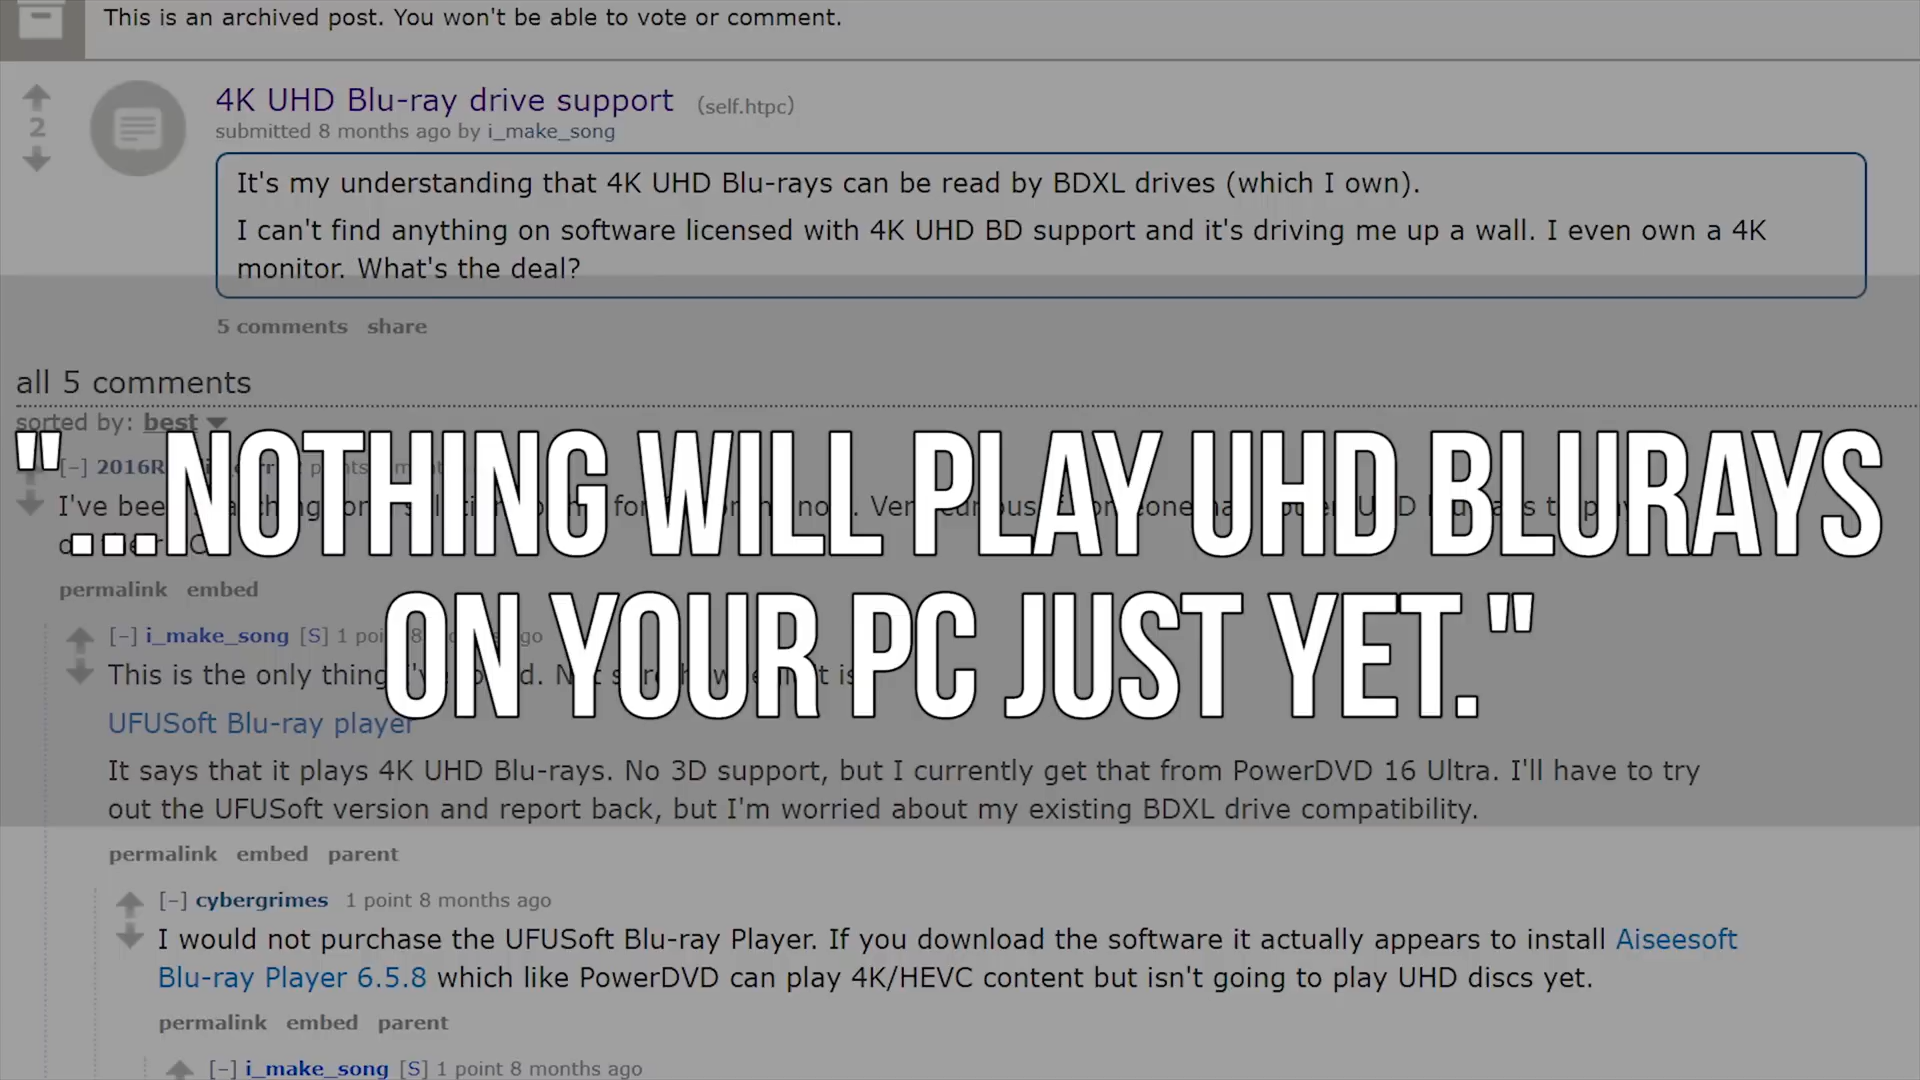 This is an archived post. You won't be able to vote or comment.
4K UHD Blu-ray drive support (self.htpc)
2
submitted 8 months ago by i_make_song
It's my understanding that 4K UHD Blu-rays can be read by BDXL drives (which I own).
I can't find anything on software licensed with 4K UHD BD support and it's driving me up a wall. I even own a 4K
monitor. What's the deal?
5 comments share
all 5 comments
sorted by: best
"...NOTHING WILL PLAY UHD BLURAYS
ON YOUR PC JUST YET."
[–]
I've
permalink embed
[–] i_make_song [S] 1
This is the only thing
UFUSoft Blu-ray player
It says that it plays 4K UHD Blu-rays. No 3D support, but I currently get that from PowerDVD 16 Ultra. I'll have to try
out the UFUSoft version and report back, but I'm worried about my existing BDXL drive compatibility.
permalink embed parent
[–] cybergrimes 1 point 8 months ago
I would not purchase the UFUSoft Blu-ray Player. If you download the software it actually appears to install Aiseesoft
Blu-ray Player 6.5.8 which like PowerDVD can play 4K/HEVC content but isn't going to play UHD discs yet.
permalink embed parent
[–] i_make_song [S] 1 point 8 months ago